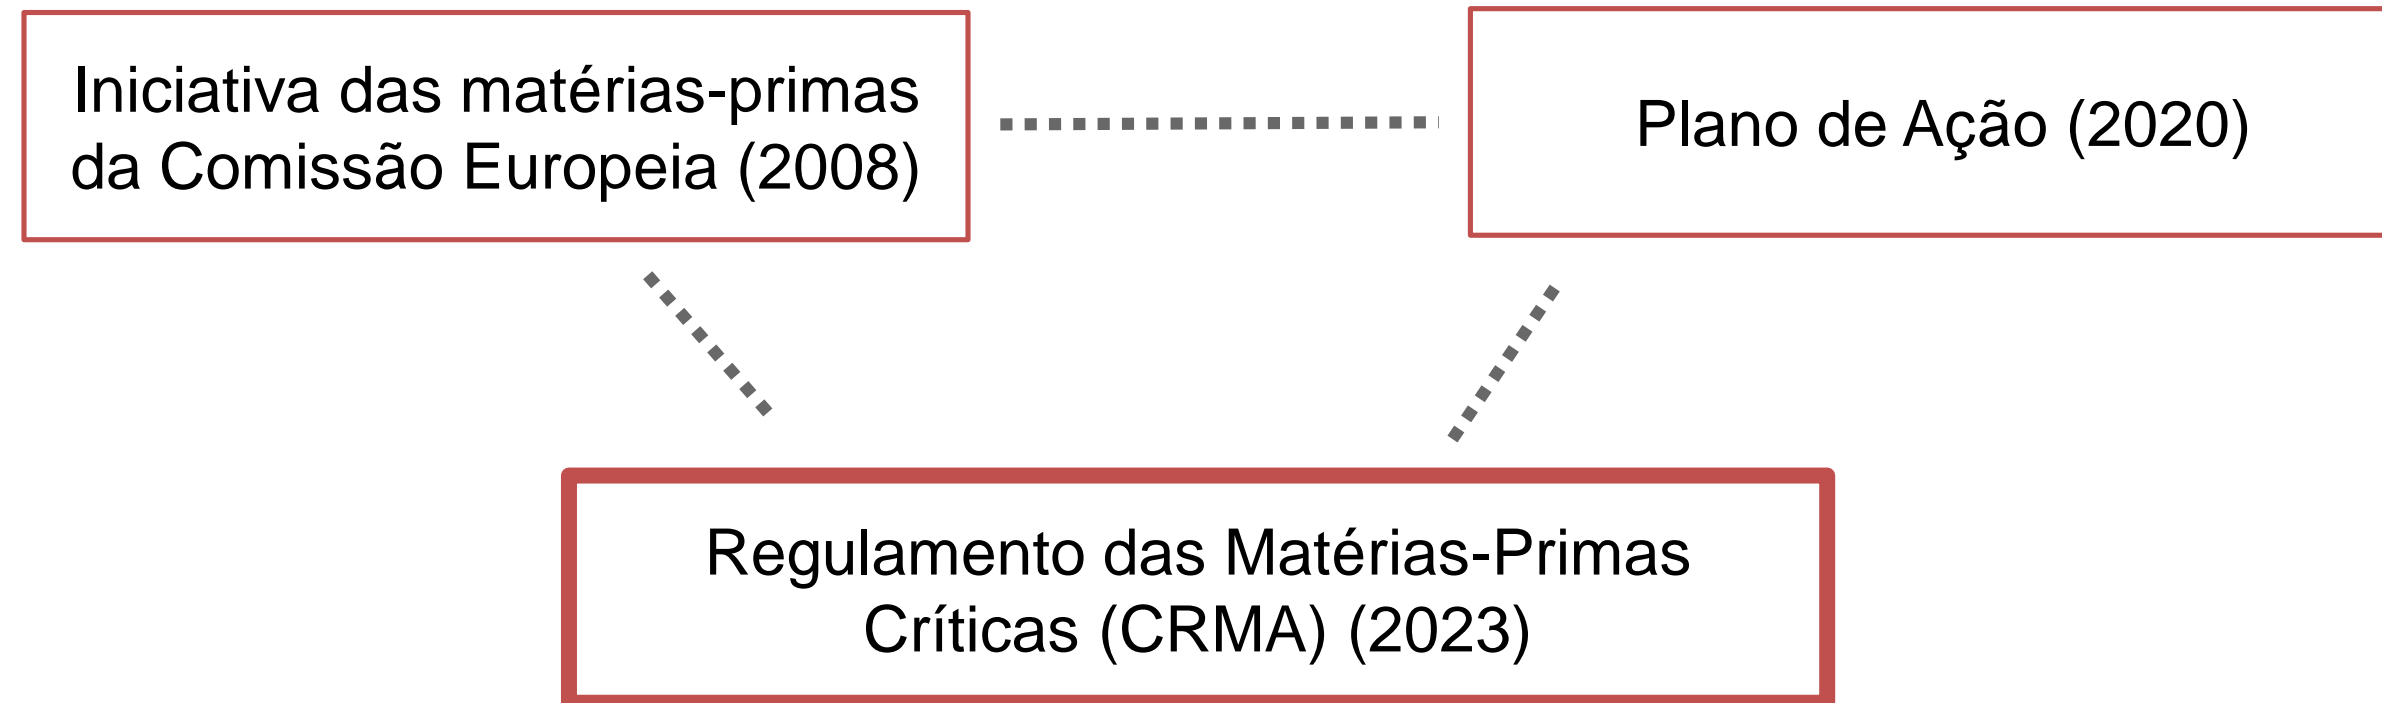 Iniciativa das matérias-primas
da Comissão Europeia (2008)
Plano de Ação (2020)
Regulamento das Matérias-Primas
Críticas (CRMA) (2023)